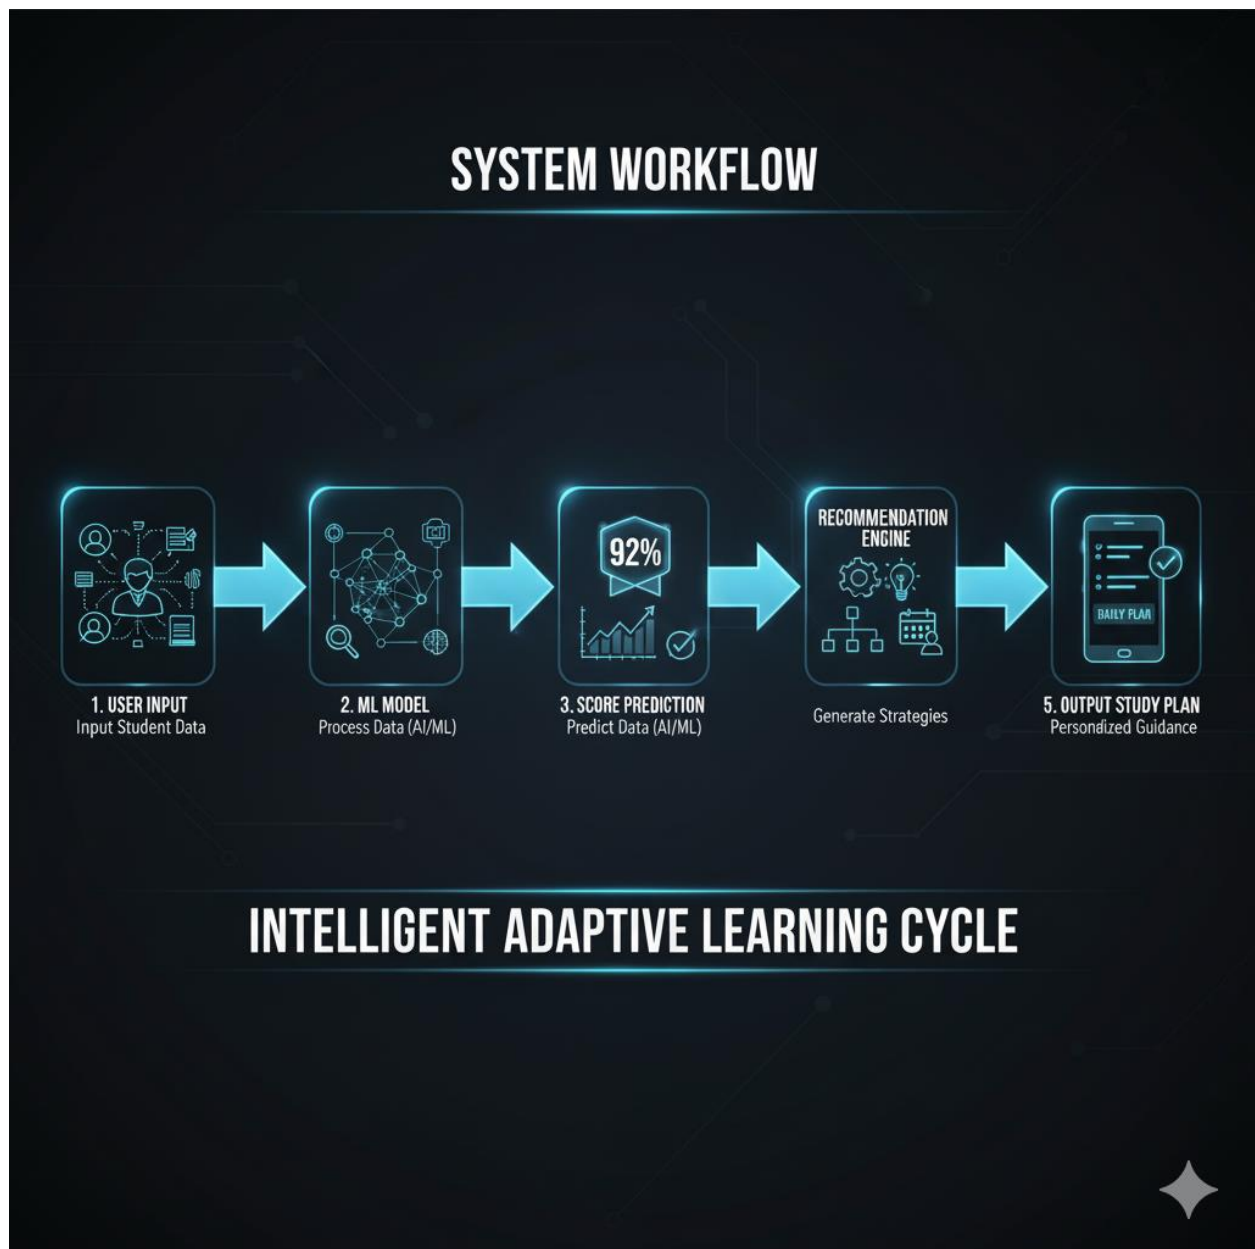 SYSTEM WORKFLOW
92%
RECOMMENDATION
ENGINE
DAILY PLAN
1. USER INPUT
Input Student Data
2. ML MODEL
Process Data (AI/ML)
3. SCORE PREDICTION
Predict Data (AI/ML)
Generate Strategies
5. OUTPUT STUDY PLAN
Personalized Guidance
INTELLIGENT ADAPTIVE LEARNING CYCLE